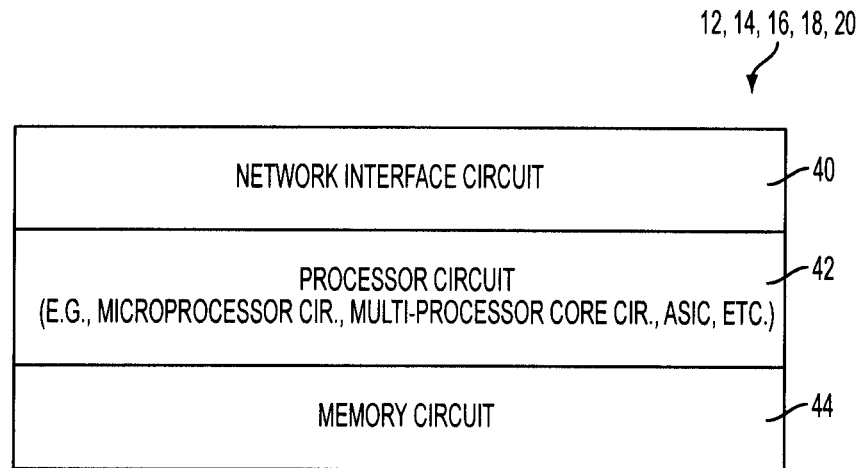 12, 14, 16, 18, 20
NETWORK INTERFACE CIRCUIT
40
PROCESSOR CIRCUIT
42
(E.G., MICROPROCESSOR CIR., MULTI-PROCESSOR CORE CIR., ASIC, ETC.)
MEMORY CIRCUIT
44